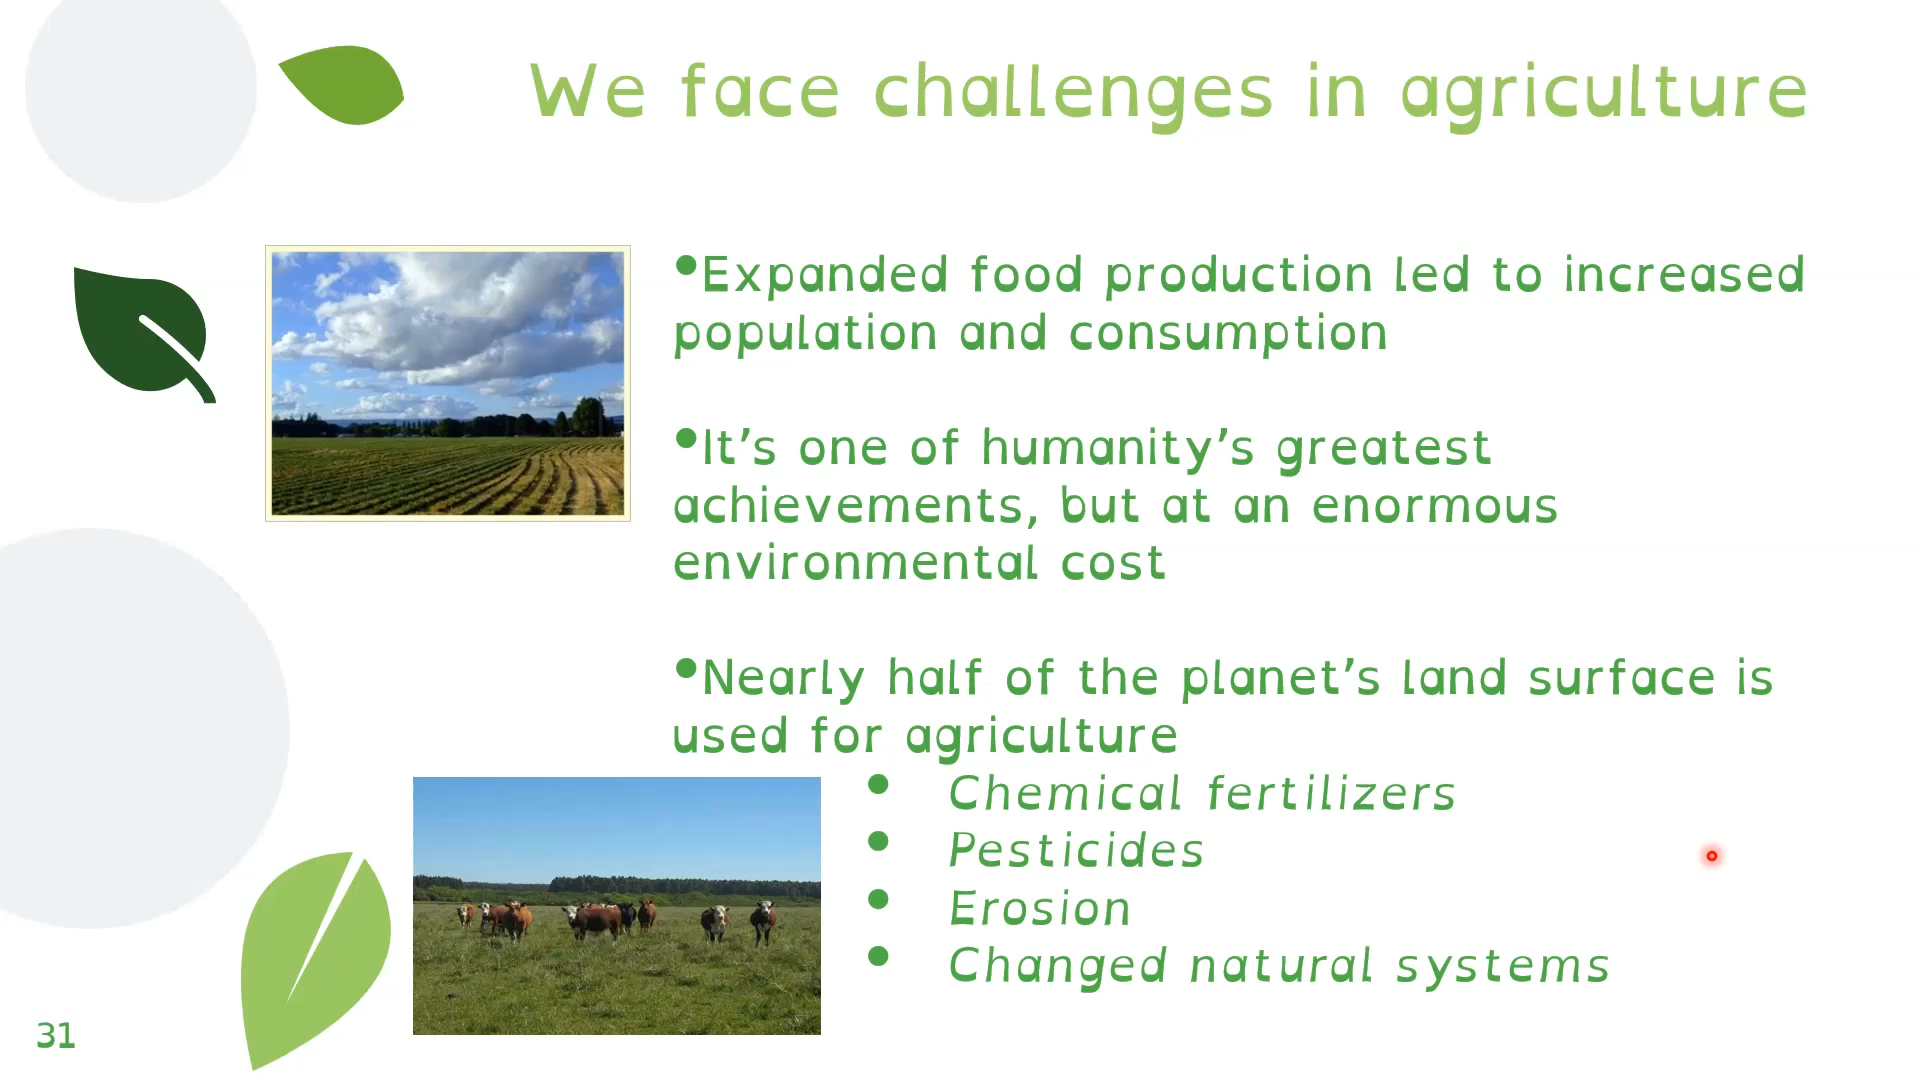 We face challenges in agriculture
•Expanded food production led to increased
population and consumption
•It’s one of humanity’s greatest
achievements, but at an enormous
environmental cost
•Nearly half of the planet’s land surface is
used for agriculture
• Chemical fertilizers
• Pesticides
• Erosion
• Changed natural systems
31